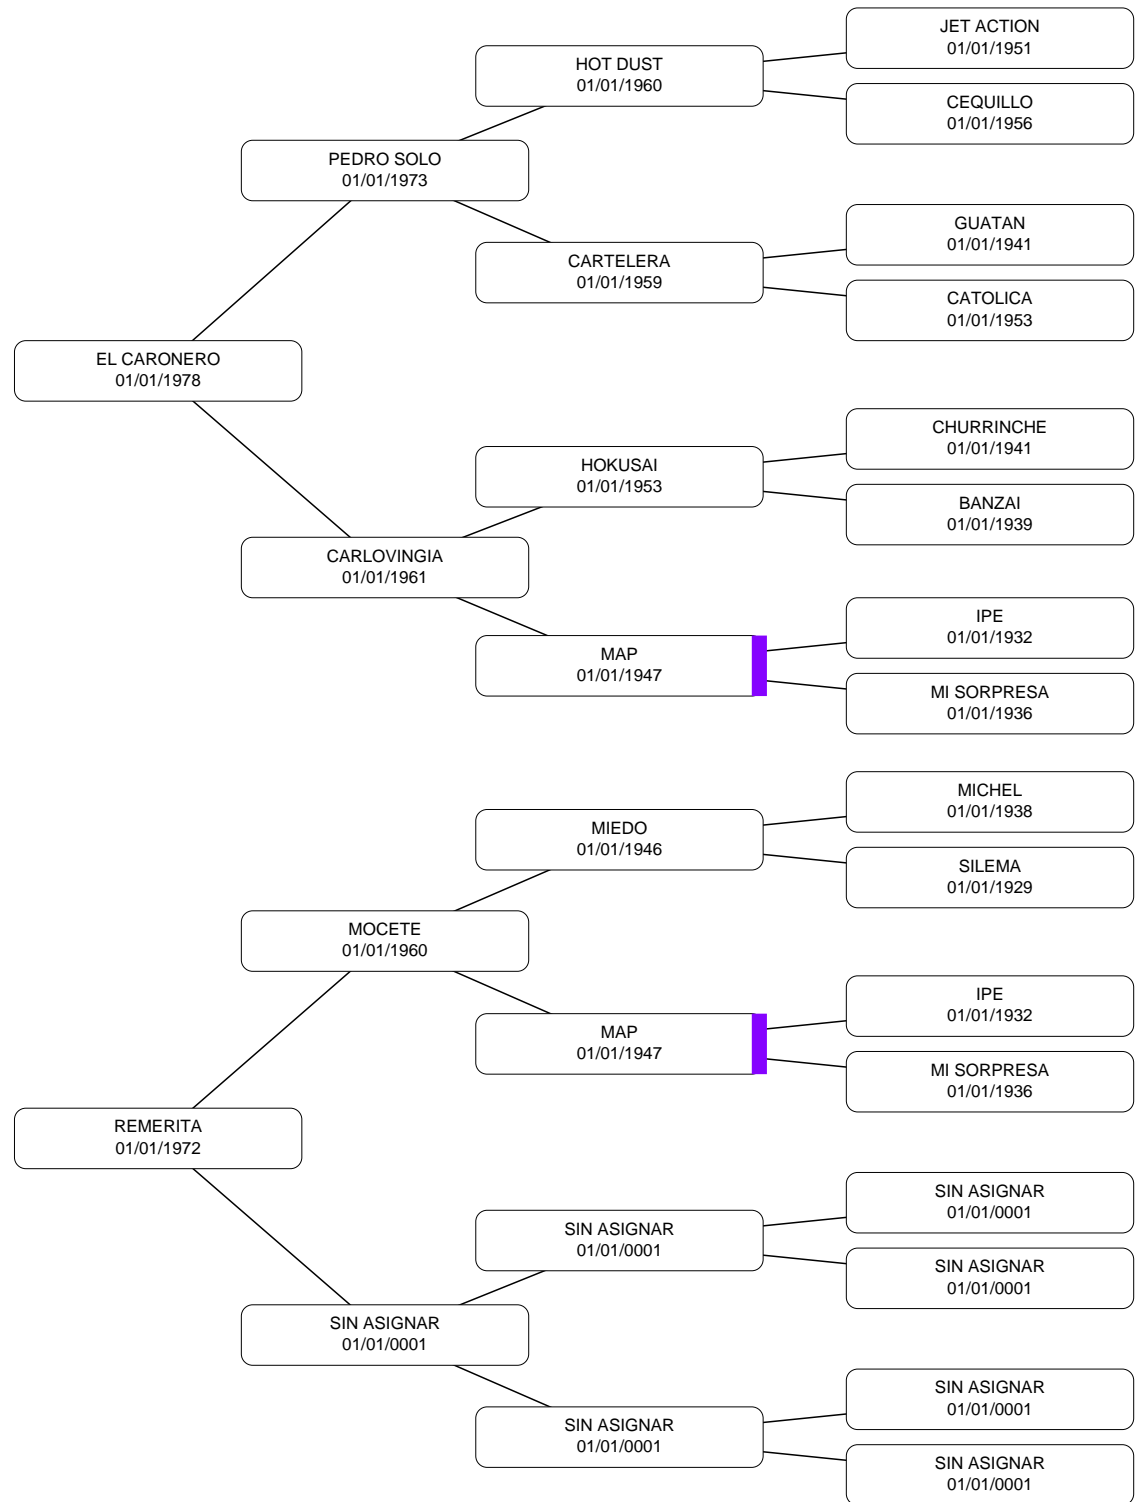 JET ACTION
01/01/1951
HOT DUST
01/01/1960
CEQUILLO
01/01/1956
PEDRO SOLO
01/01/1973
GUATAN
01/01/1941
CARTELERA
01/01/1959
CATOLICA
01/01/1953
EL CARONERO
01/01/1978
CHURRINCHE
01/01/1941
HOKUSAI
01/01/1953
BANZAI
01/01/1939
CARLOVINGIA
01/01/1961
IPE
01/01/1932
MAP
01/01/1947
MI SORPRESA
01/01/1936
MICHEL
01/01/1938
MIEDO
01/01/1946
SILEMA
01/01/1929
MOCETE
01/01/1960
IPE
01/01/1932
MAP
01/01/1947
MI SORPRESA
01/01/1936
REMERITA
01/01/1972
SIN ASIGNAR
01/01/0001
SIN ASIGNAR
01/01/0001
SIN ASIGNAR
01/01/0001
SIN ASIGNAR
01/01/0001
SIN ASIGNAR
01/01/0001
SIN ASIGNAR
01/01/0001
SIN ASIGNAR
01/01/0001